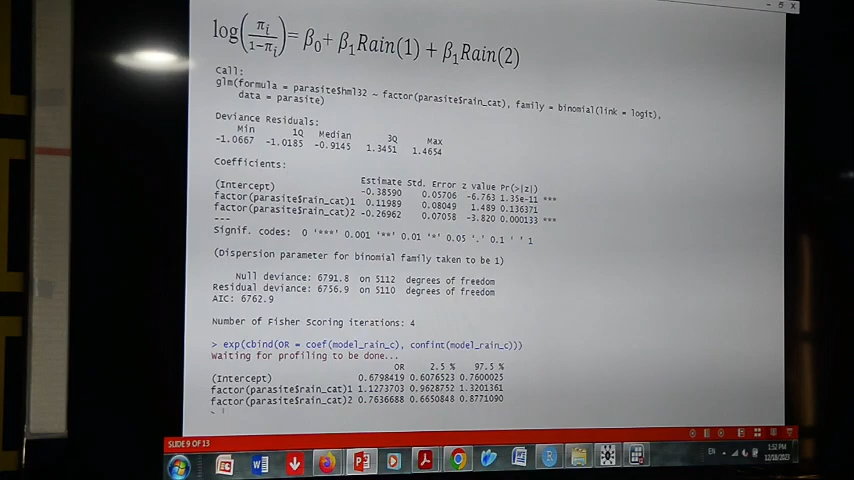 log(πᵢ/1−πᵢ)= β₀+ β₁Rain(1) + β₁Rain(2)
Call:
glm(formula = parasite$hml32 ~ factor(parasite$rain_cat), family = binomial(link = logit),
data = parasite)
Deviance Residuals:
Min 1Q Median 3Q Max
-1.0667 -1.0185 -0.9145 1.3451 1.4654
Coefficients:
Estimate Std. Error z value Pr(>|z|)
(Intercept) -0.38590 0.05706 -6.763 1.35e-11 ***
factor(parasite$rain_cat)1 0.11989 0.08049 1.489 0.136371
factor(parasite$rain_cat)2 -0.26962 0.07058 -3.820 0.000133 ***
---
Signif. codes: 0 '***' 0.001 '**' 0.01 '*' 0.05 '.' 0.1 ' ' 1
(Dispersion parameter for binomial family taken to be 1)
Null deviance: 6791.8 on 5112 degrees of freedom
Residual deviance: 6756.9 on 5110 degrees of freedom
AIC: 6762.9
Number of Fisher Scoring iterations: 4
> exp(cbind(OR = coef(model_rain_c), confint(model_rain_c)))
Waiting for profiling to be done...
OR 2.5 % 97.5 %
(Intercept) 0.6798419 0.6076523 0.7600025
factor(parasite$rain_cat)1 1.1273703 0.9628752 1.3201361
factor(parasite$rain_cat)2 0.7636688 0.6650848 0.8771090
SLIDE 9 OF 13
EN
1:52 PM
12/18/2023